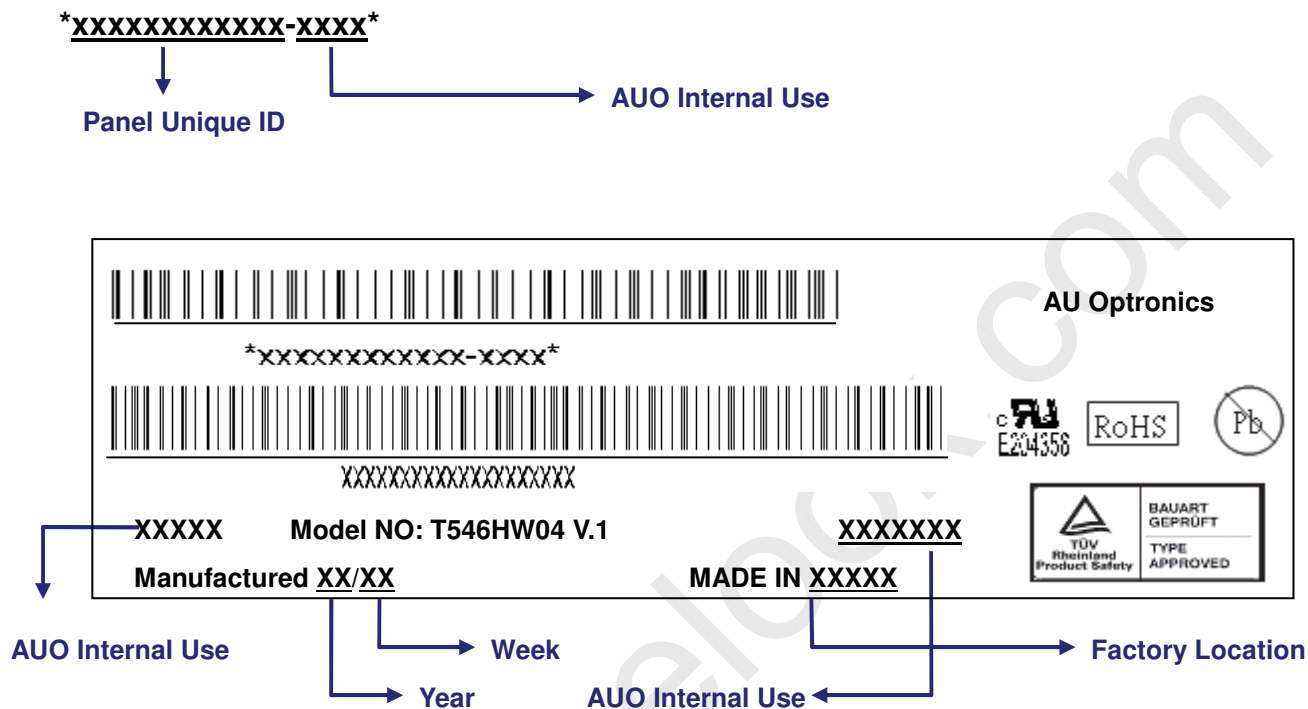 *xxxxxxxxxxxx-xxxx*
AUO Internal Use
Panel Unique ID
AU Optronics
*xxxxxxxxxxxx-xxxx*
c
E204356
RoHS
Pb
XXXXXXXXXXXXXXXXXXXX
XXXXX Model NO: T546HW04 V.1 XXXXXXX
Manufactured XX/XX MADE IN XXXXX
TÜV
Rheinland
Product Safety
BAUART
GEPRÜFT
TYPE
APPROVED
AUO Internal Use
Week
Factory Location
Year
AUO Internal Use